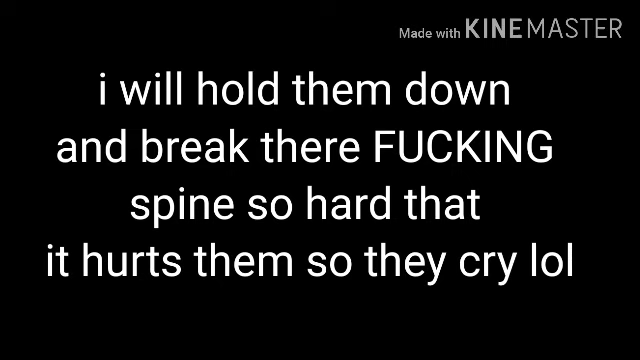 Made with KINEMASTER
i will hold them down
and break there FUCKING
spine so hard that
it hurts them so they cry lol